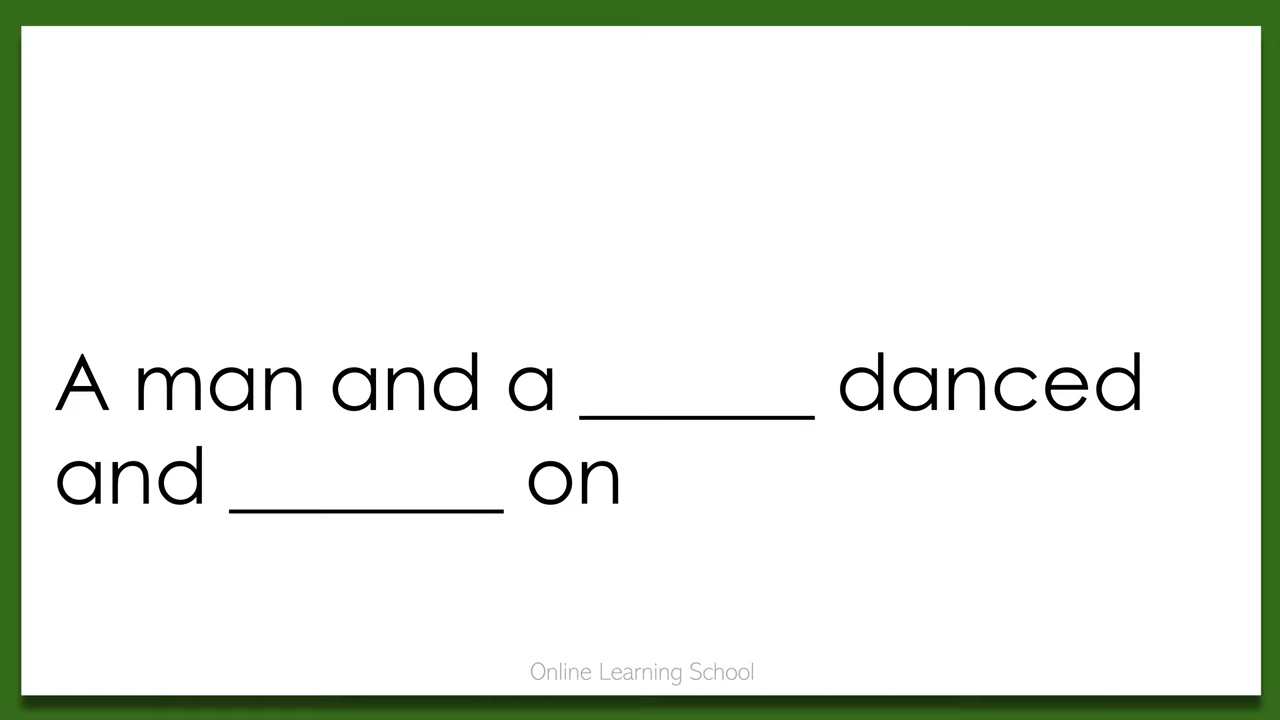 A man and a ______ danced
and _______ on
Online Learning School